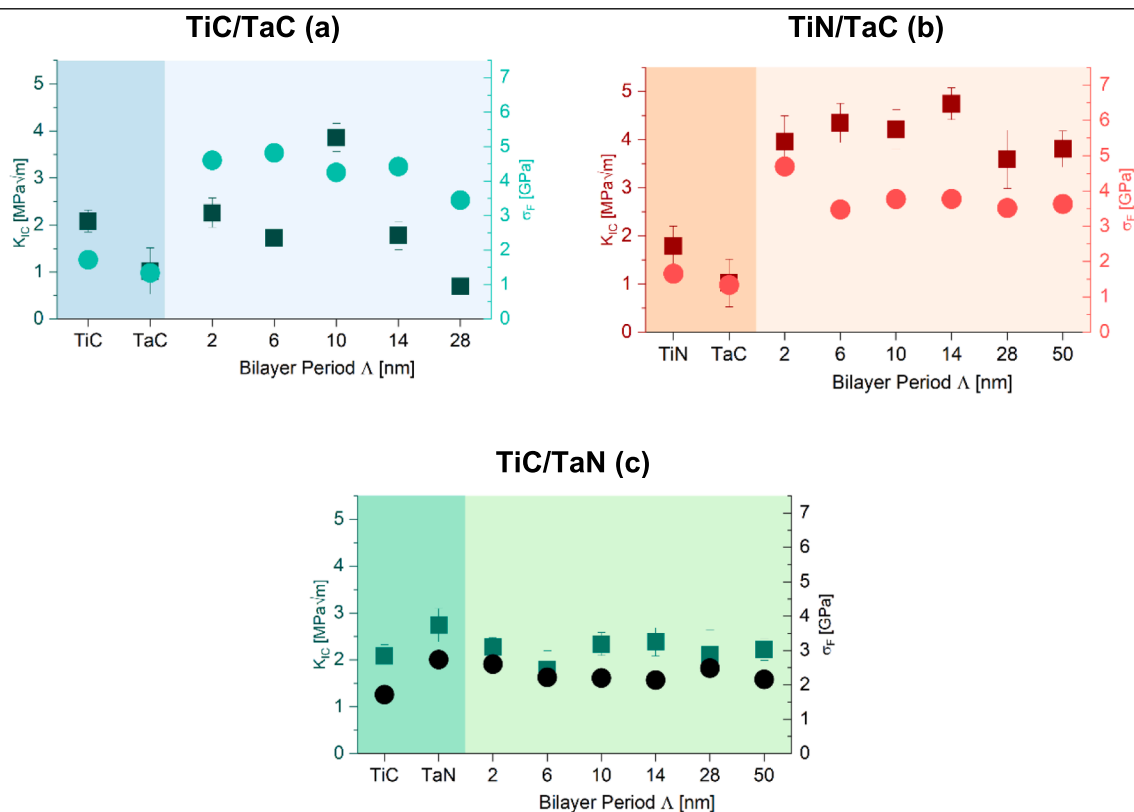 TiC/TaC (a)
K_IC [MPa√m]
5
4
3
2
1
0
7
6
5
4
3
2
1
0
σ_F [GPa]
TiC TaC 2 6 10 14 28
Bilayer Period Λ [nm]
TiN/TaC (b)
K_IC [MPa√m]
5
4
3
2
1
0
7
6
5
4
3
2
1
0
σ_F [GPa]
TiN TaC 2 6 10 14 28 50
Bilayer Period Λ [nm]
TiC/TaN (c)
K_IC [MPa√m]
5
4
3
2
1
0
7
6
5
4
3
2
1
0
σ_F [GPa]
TiC TaN 2 6 10 14 28 50
Bilayer Period Λ [nm]